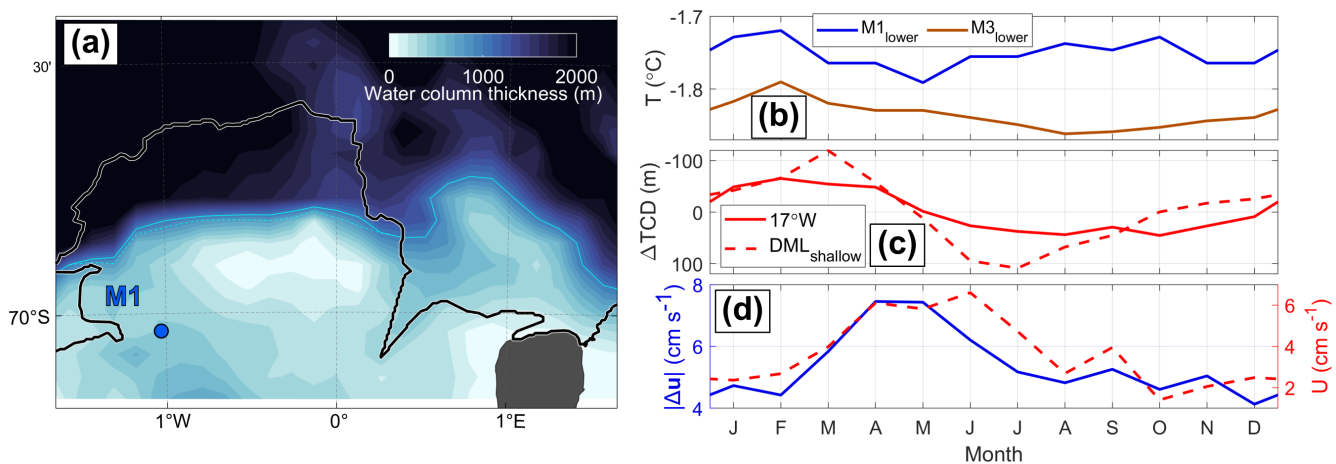 (a)
30'
0 1000 2000
Water column thickness (m)
M1
70°S
1°W 0° 1°E
-1.7
-1.8
T (°C)
M1lower M3lower
(b)
-100
0
100
ΔTCD (m)
17°W
DMLshallow
(c)
(d)
8
6
4
|Δu| (cm s-1)
6
4
2
U (cm s-1)
J F M A M J J A S O N D
Month